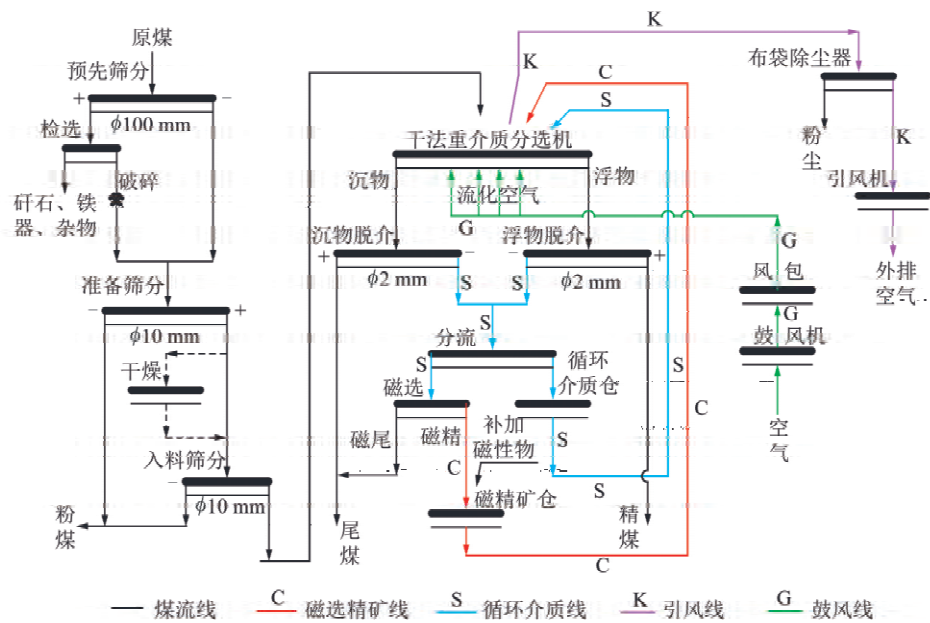 原煤
预先筛分
+
−
ϕ100 mm
检选
破碎
矸石、铁
器、杂物
准备筛分
−
+
ϕ10 mm
干燥
入料筛分
−
ϕ10 mm
粉
煤
K
K
C
S
干法重介质分选机
沉物
浮物
流化空气
G
沉物脱介
浮物脱介
+
−
−
+
ϕ2 mm
ϕ2 mm
S
S
S
分流
S
循环
介质仓
磁选
磁尾
磁精
补加
磁性物
C
S
S
磁精矿仓
尾
煤
精
煤
C
S
C
布袋除尘器
粉
尘
K
引风机
外排
空气
G
风包
G
鼓风机
−
空
气
煤流线
C
磁选精矿线
S
循环介质线
K
引风线
G
鼓风线